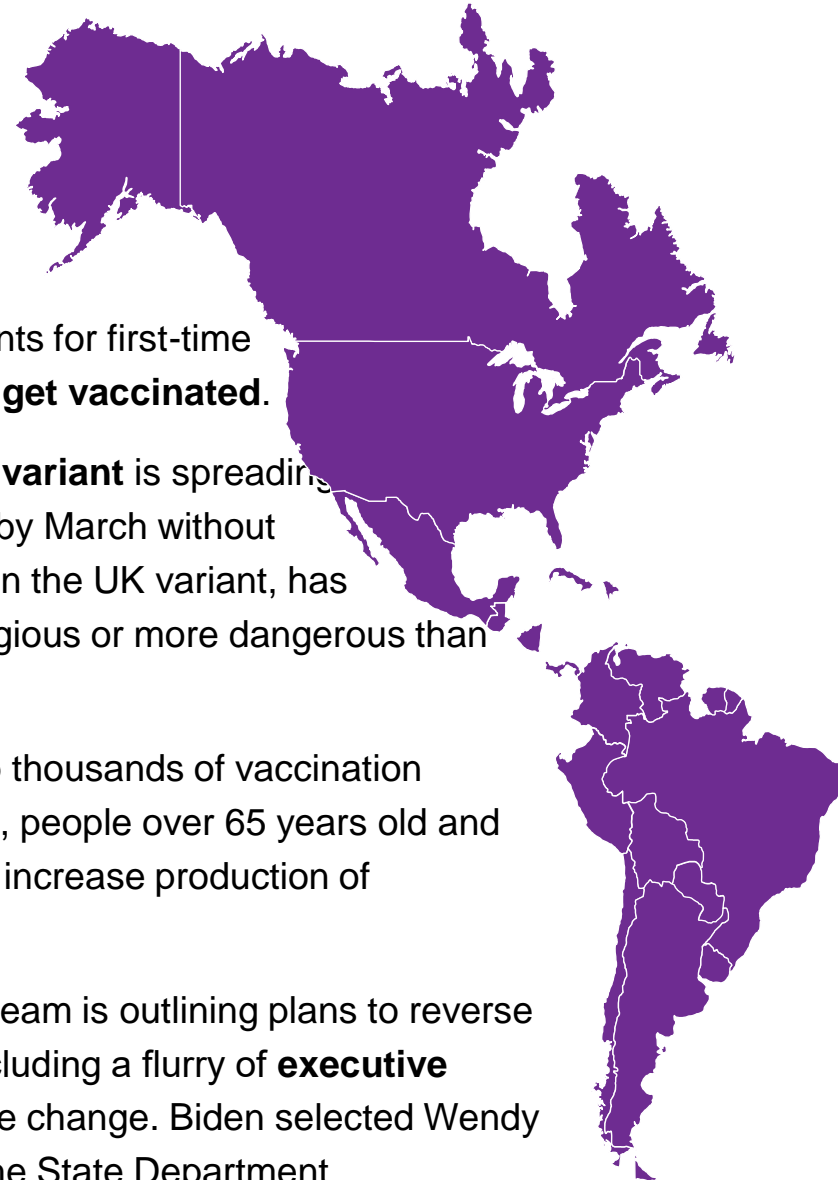 nts for first-time
get vaccinated.
variant is spreading
by March without
n the UK variant, has
gious or more dangerous than
thousands of vaccination
, people over 65 years old and
increase production of
eam is outlining plans to reverse
cluding a flurry of executive
e change. Biden selected Wendy
he State Department